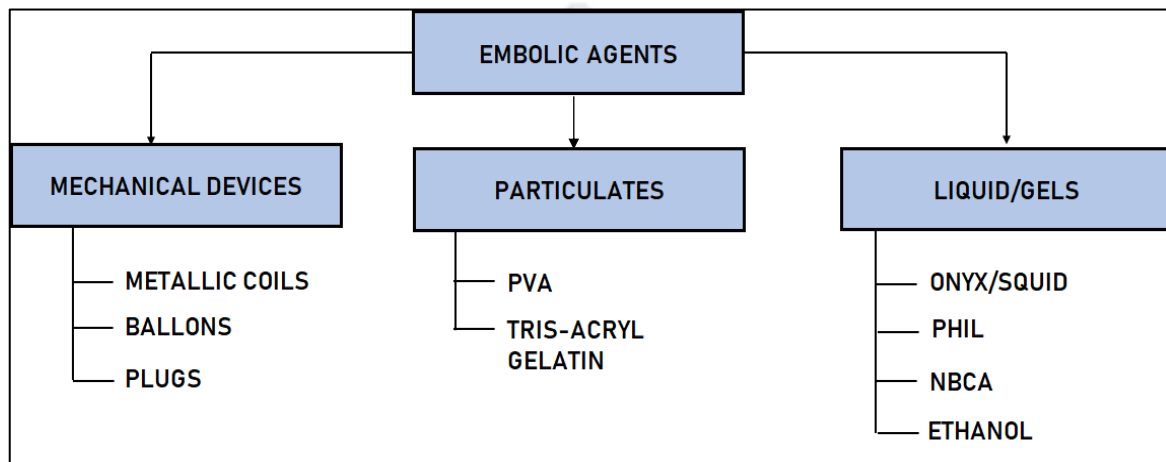 EMBOLIC AGENTS
MECHANICAL DEVICES
METALLIC COILS
BALLONS
PLUGS
PARTICULATES
PVA
TRIS-ACRYL
GELATIN
LIQUID/GELS
ONYX/SQUID
PHIL
NBCA
ETHANOL